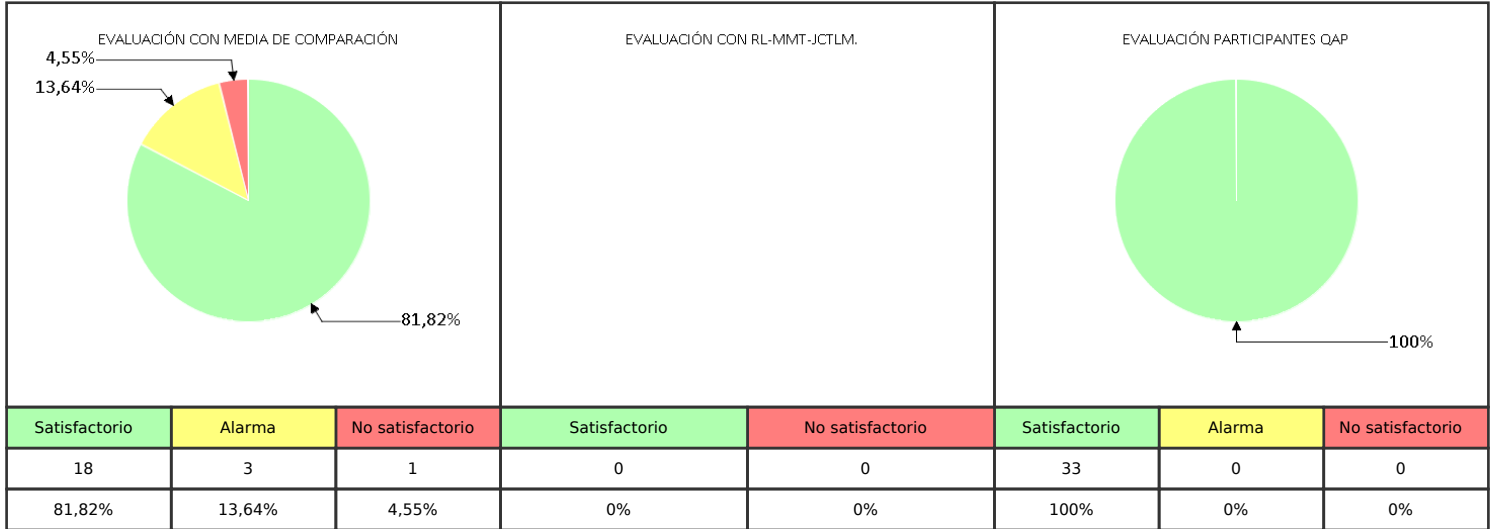 EVALUACIÓN CON MEDIA DE COMPARACIÓN
4,55%
13,64%
81,82%
EVALUACIÓN CON RL-MMT-JCTLM.
EVALUACIÓN PARTICIPANTES QAP
100%
Satisfactorio Alarma No satisfactorio Satisfactorio No satisfactorio Satisfactorio Alarma No satisfactorio
18 3 1 0 0 33 0 0
81,82% 13,64% 4,55% 0% 0% 100% 0% 0%